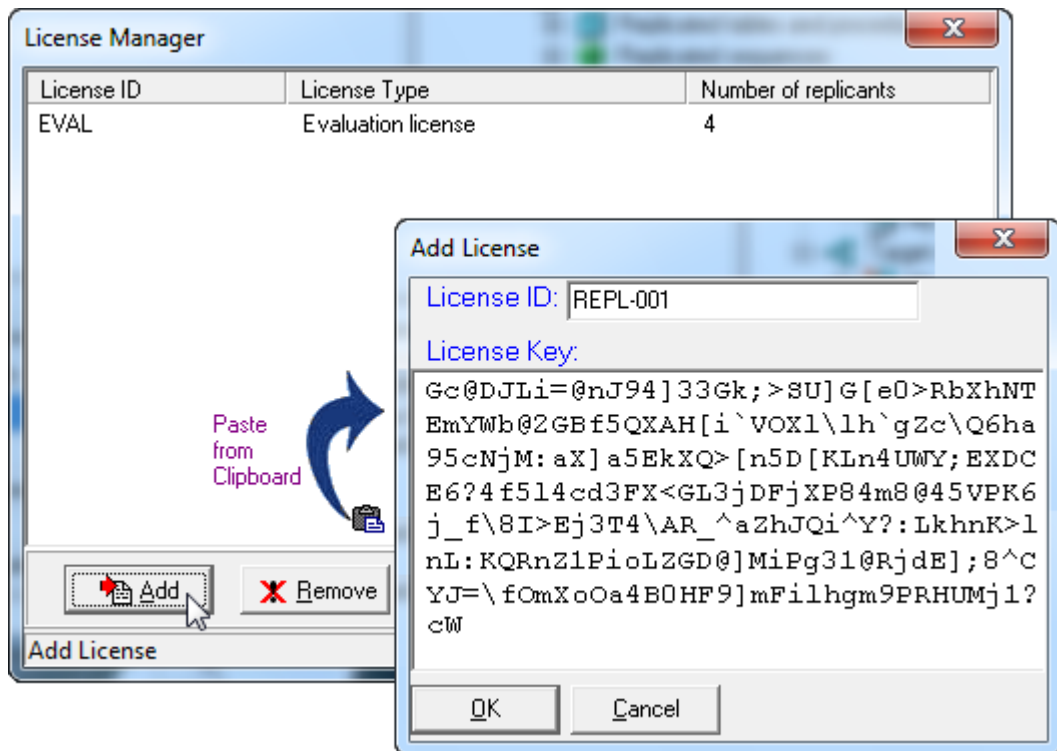 License Manager
License ID License Type Number of replicants
EVAL Evaluation license 4
Add License
License ID: REPL-001
License Key:
Gc@DJLi=@nJ94]33Gk;>SU]G[e0>RbXhNT
EmYWb@2GBf5QXAH[i`VOXl\lh`gZc\Q6ha
95cNjM:aX]a5EkXQ>[n5D[KLn4UWY;EXDC
E6?4f5l4cd3FX<GL3jDFjXP84m8@45VPK6
j_f\8I>Ej3T4\AR_^aZhJQi^Y?:LkhnK>l
nL:KQRnZlPioLZGD@]MiPg31@RjdE];8^C
YJ=\fOmXoOa4B0HF9]mFilhgm9PRHUMj1?
cW
Paste
from
Clipboard
Add Remove
Add License
OK Cancel